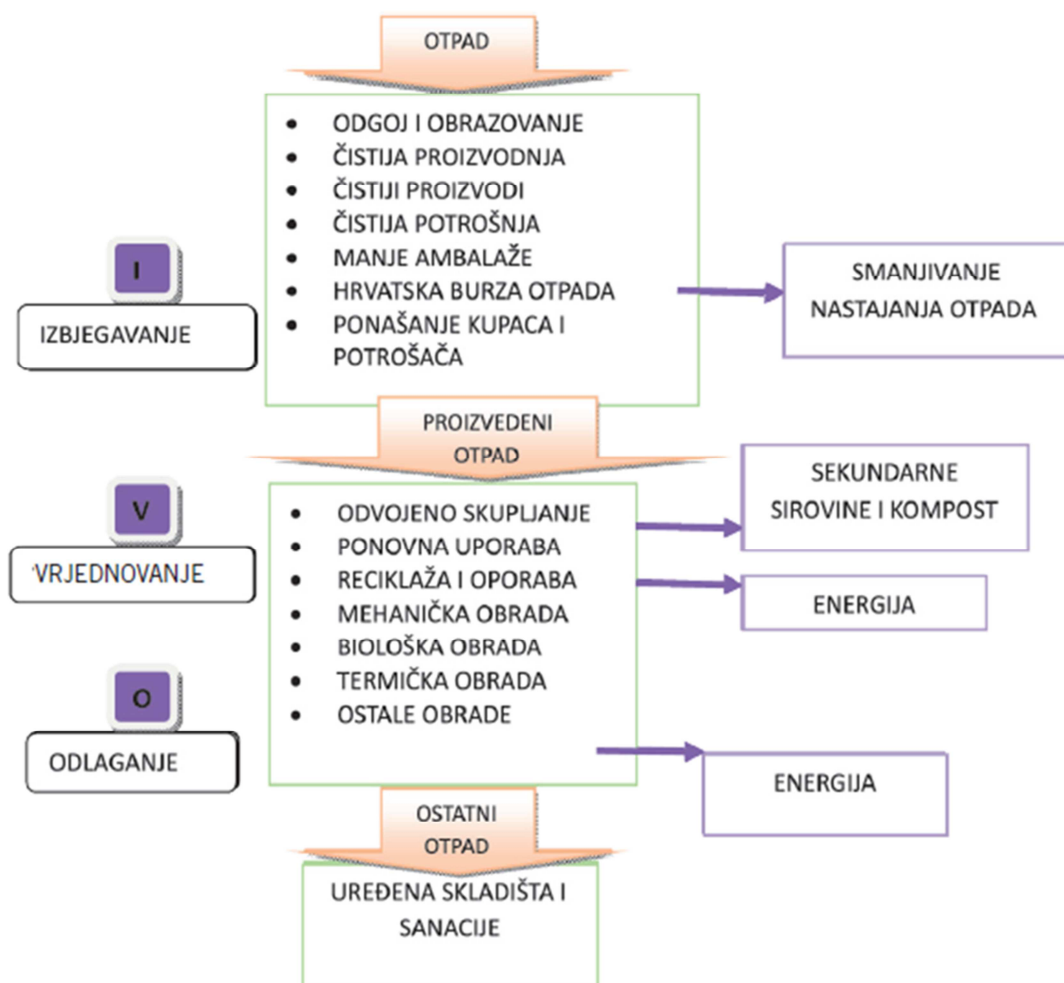 OTPAD
• ODGOJ I OBRAZOVANJE
• ČISTIJA PROIZVODNJA
• ČISTIJI PROIZVODI
• ČISTIJA POTROŠNJA
• MANJE AMBALAŽE
• HRVATSKA BURZA OTPADA
• PONAŠANJE KUPACA I
POTROŠAČA
I
IZBJEGAVANJE
SMANJIVANJE
NASTAJANJA OTPADA
PROIZVEDENI
OTPAD
V
VRJEDNOVANJE
• ODVOJENO SKUPLJANJE
• PONOVNA UPORABA
• RECIKLAŽA I OPORABA
• MEHANIČKA OBRADA
• BIOLOŠKA OBRADA
• TERMIČKA OBRADA
• OSTALE OBRADE
SEKUNDARNE
SIROVINE I KOMPOST
ENERGIJA
O
ODLAGANJE
ENERGIJA
OSTATNI
OTPAD
UREĐENA SKLADIŠTA I
SANACIJE